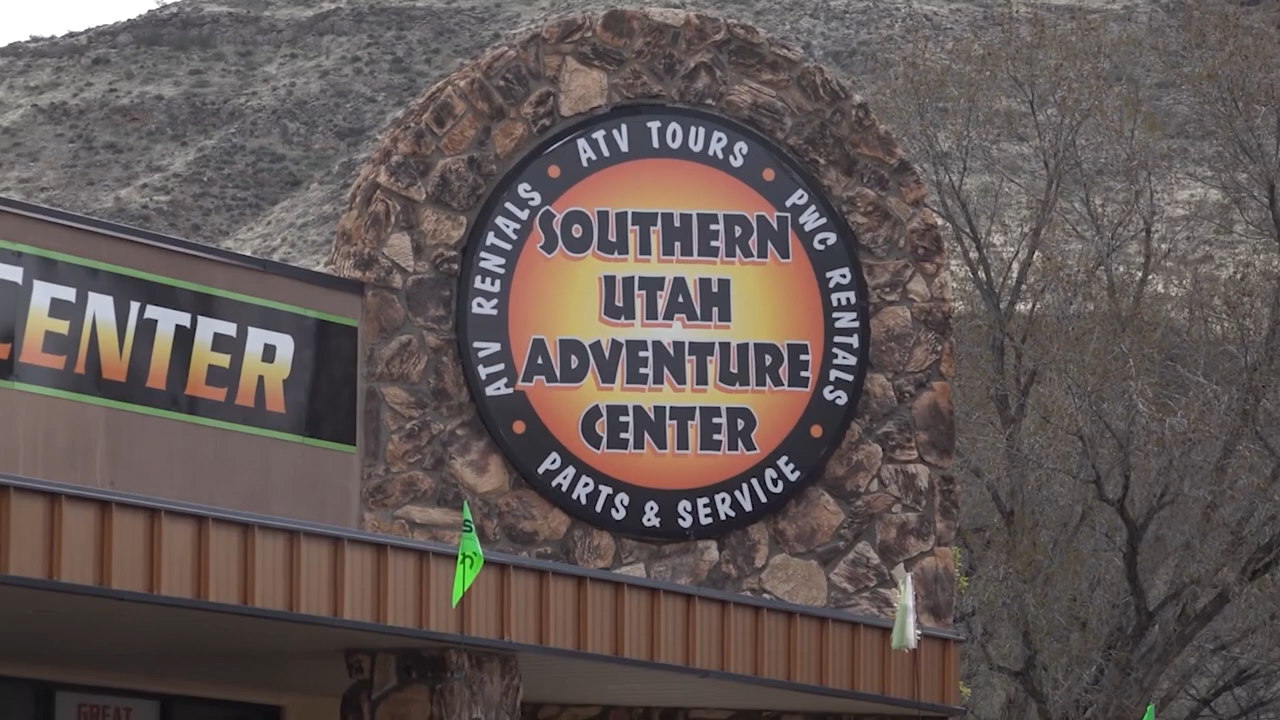 ATV TOURS
ATV RENTALS
PWC RENTALS
SOUTHERN
UTAH
ADVENTURE
CENTER
PARTS & SERVICE
CENTER
GREAT